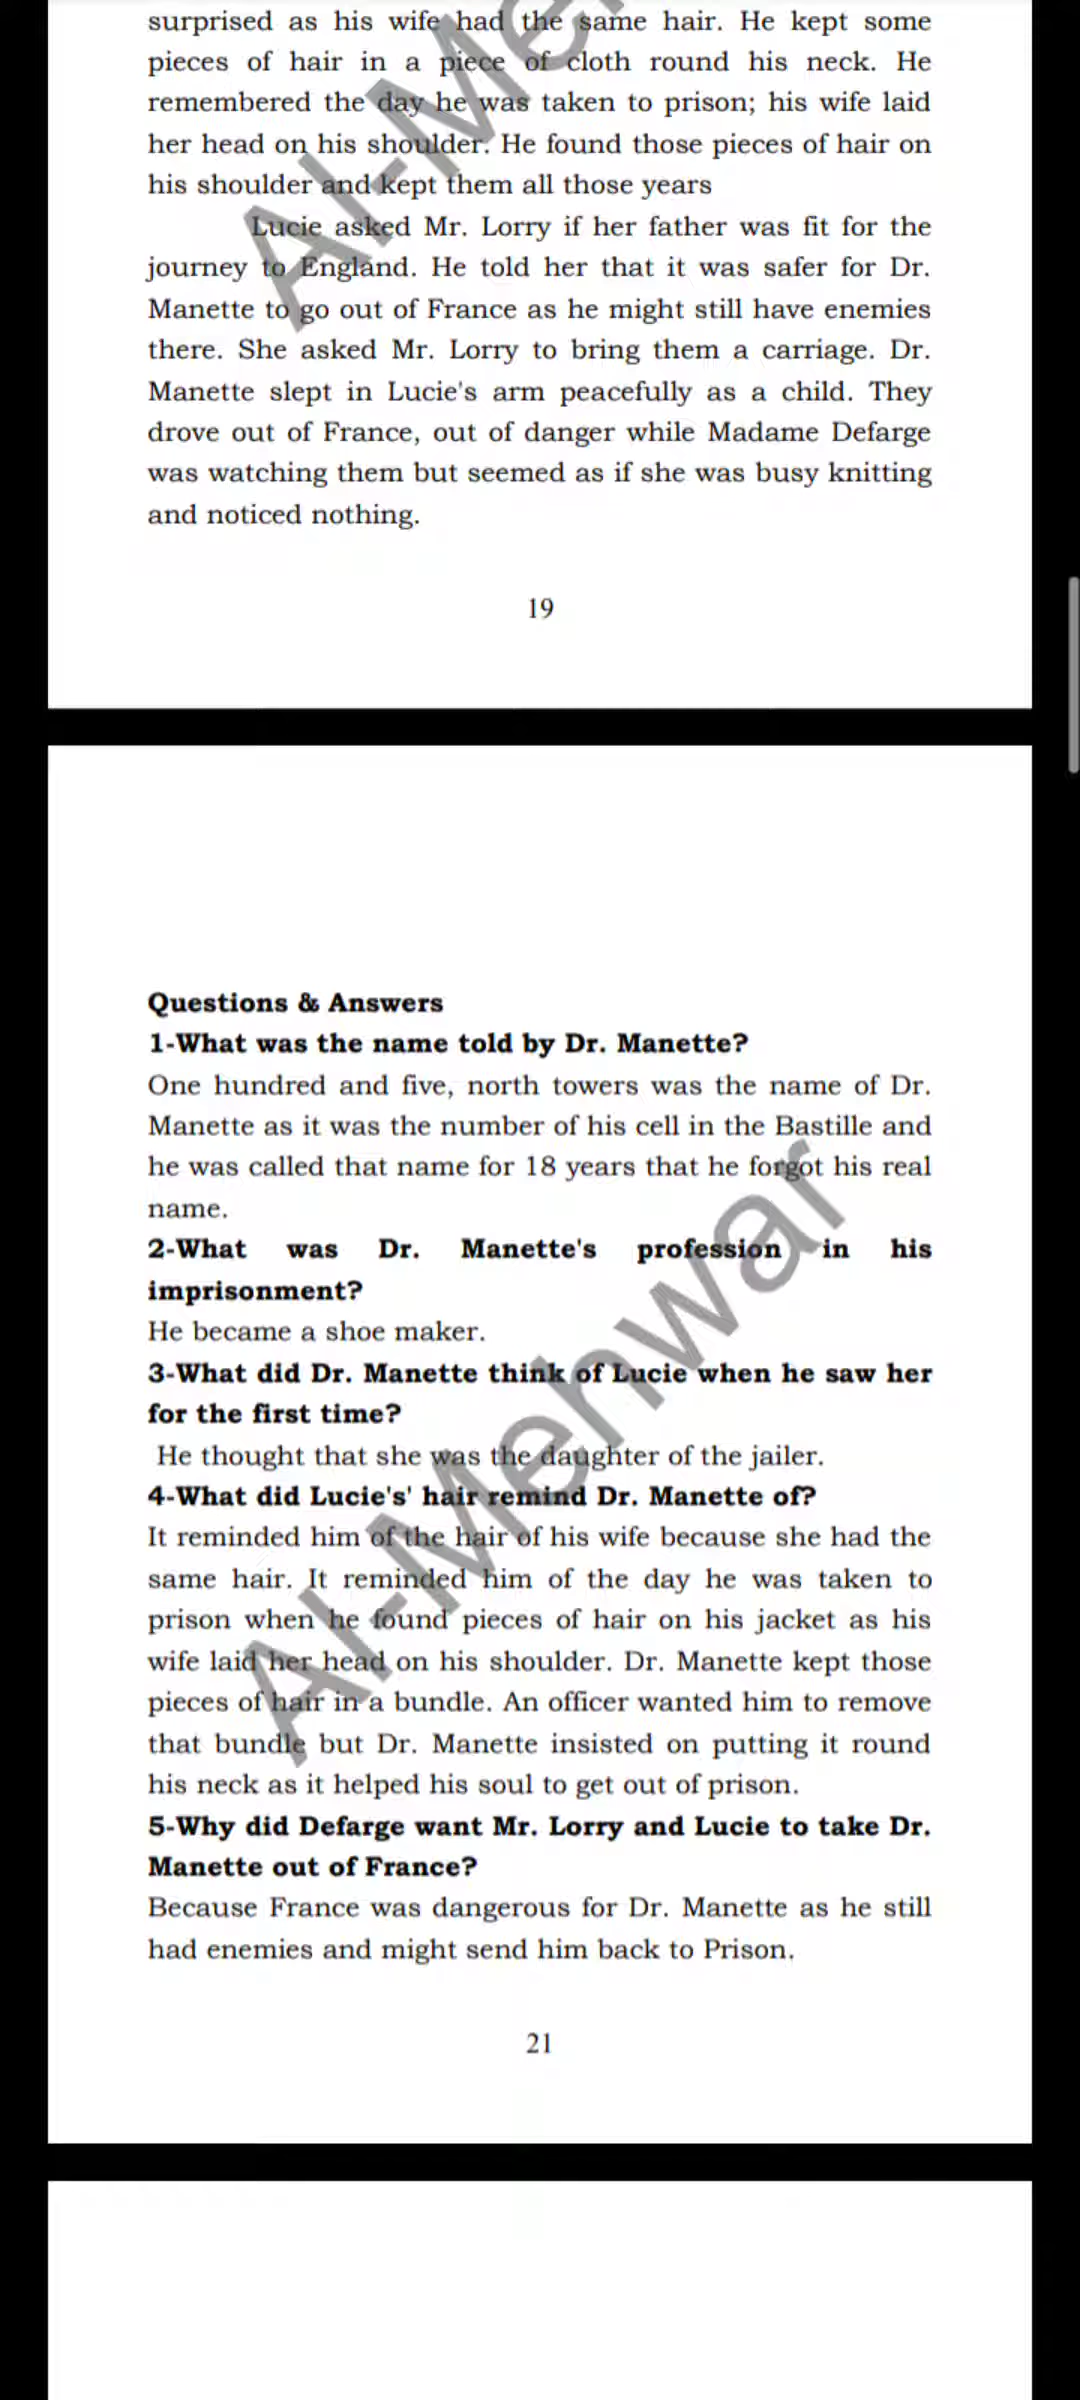 surprised as his wife had the same hair. He kept some
pieces of hair in a piece of cloth round his neck. He
remembered the day he was taken to prison; his wife laid
her head on his shoulder. He found those pieces of hair on
his shoulder and kept them all those years
Lucie asked Mr. Lorry if her father was fit for the
journey to England. He told her that it was safer for Dr.
Manette to go out of France as he might still have enemies
there. She asked Mr. Lorry to bring them a carriage. Dr.
Manette slept in Lucie's arm peacefully as a child. They
drove out of France, out of danger while Madame Defarge
was watching them but seemed as if she was busy knitting
and noticed nothing.
Al-Me
19
Questions & Answers
1-What was the name told by Dr. Manette?
One hundred and five, north towers was the name of Dr.
Manette as it was the number of his cell in the Bastille and
he was called that name for 18 years that he forgot his real
name.
2-What was Dr. Manette's profession in his
imprisonment?
He became a shoe maker.
3-What did Dr. Manette think of Lucie when he saw her
for the first time?
He thought that she was the daughter of the jailer.
4-What did Lucie's' hair remind Dr. Manette of?
It reminded him of the hair of his wife because she had the
same hair. It reminded him of the day he was taken to
prison when he found pieces of hair on his jacket as his
wife laid her head on his shoulder. Dr. Manette kept those
pieces of hair in a bundle. An officer wanted him to remove
that bundle but Dr. Manette insisted on putting it round
his neck as it helped his soul to get out of prison.
5-Why did Defarge want Mr. Lorry and Lucie to take Dr.
Manette out of France?
Because France was dangerous for Dr. Manette as he still
had enemies and might send him back to Prison.
Al-Mehwar
21